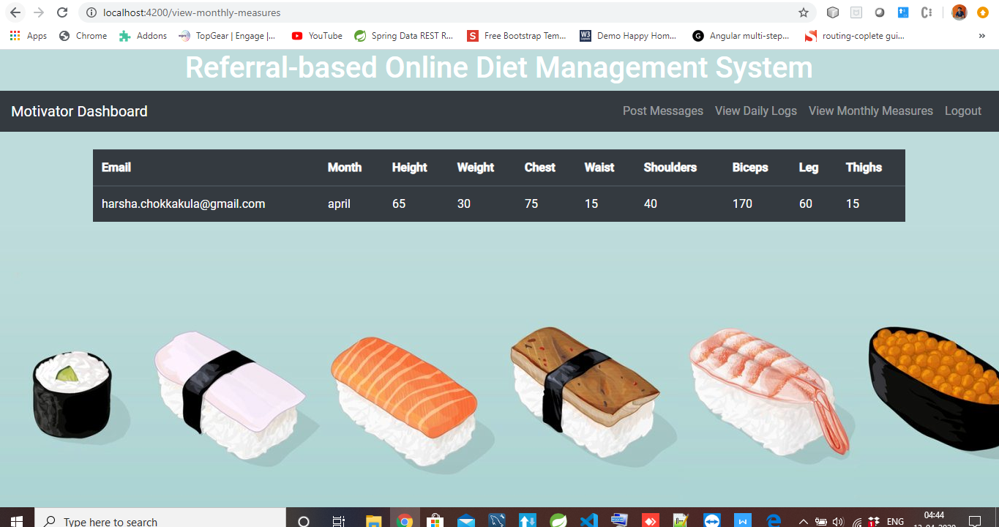 localhost:4200/view-monthly-measures
Apps Chrome Addons TopGear | Engage |... YouTube Spring Data REST R... Free Bootstrap Tem... Demo Happy Hom... Angular multi-step... routing-coplete gui... »
Referral-based Online Diet Management System
Motivator Dashboard Post Messages View Daily Logs View Monthly Measures Logout
Email Month Height Weight Chest Waist Shoulders Biceps Leg Thighs
harsha.chokkakula@gmail.com april 65 30 75 15 40 170 60 15
Type here to search
ENG
04:44